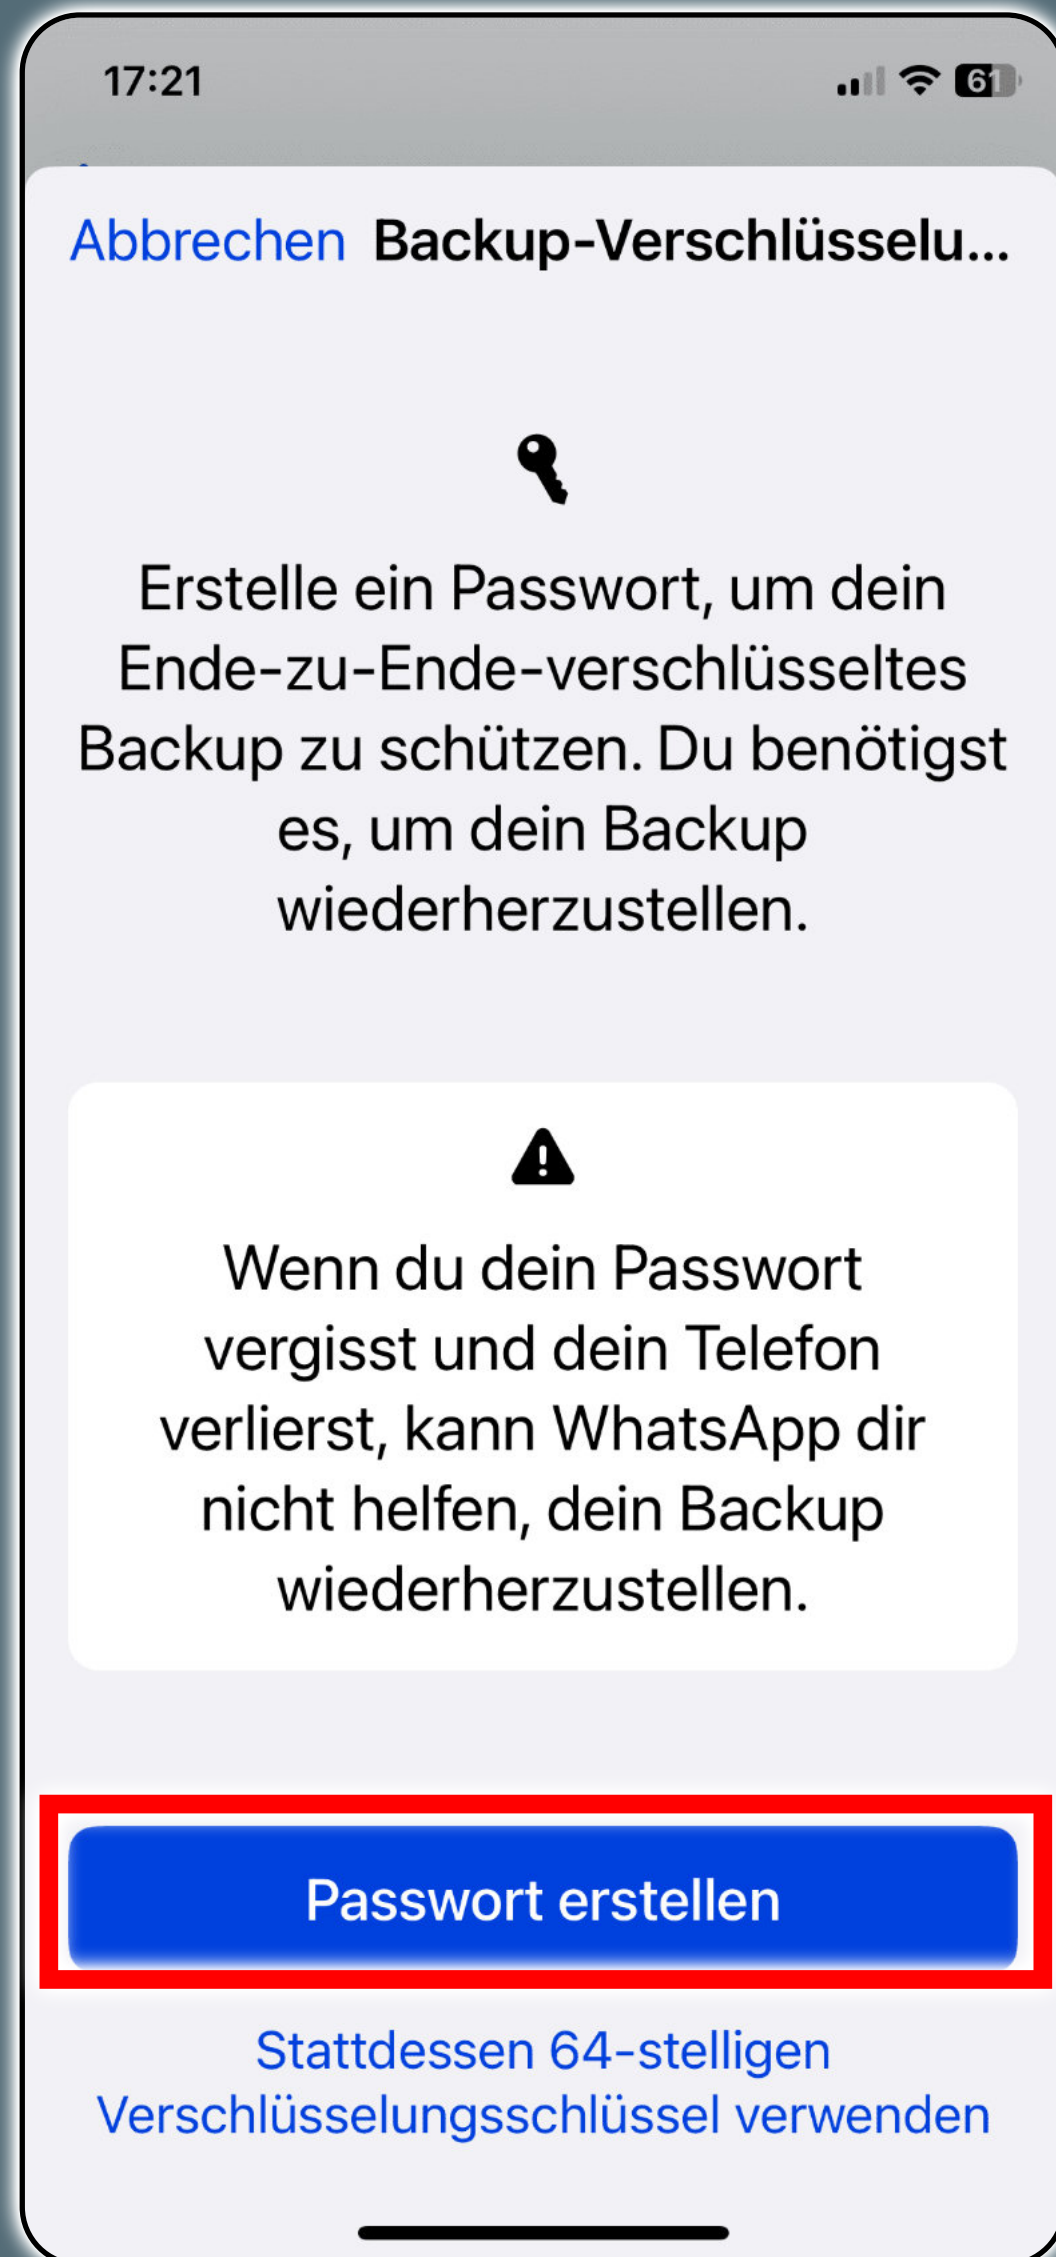 17:21
61
Abbrechen Backup-Verschlüsselu...
Erstelle ein Passwort, um dein
Ende-zu-Ende-verschlüsseltes
Backup zu schützen. Du benötigst
es, um dein Backup
wiederherzustellen.
Wenn du dein Passwort
vergisst und dein Telefon
verlierst, kann WhatsApp dir
nicht helfen, dein Backup
wiederherzustellen.
Passwort erstellen
Stattdessen 64-stelligen
Verschlüsselungsschlüssel verwenden